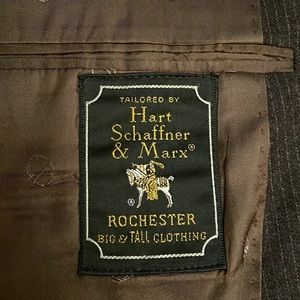 TAILORED BY
Hart
Schaffner
& Marx®
®
ROCHESTER
BIG & TALL CLOTHING